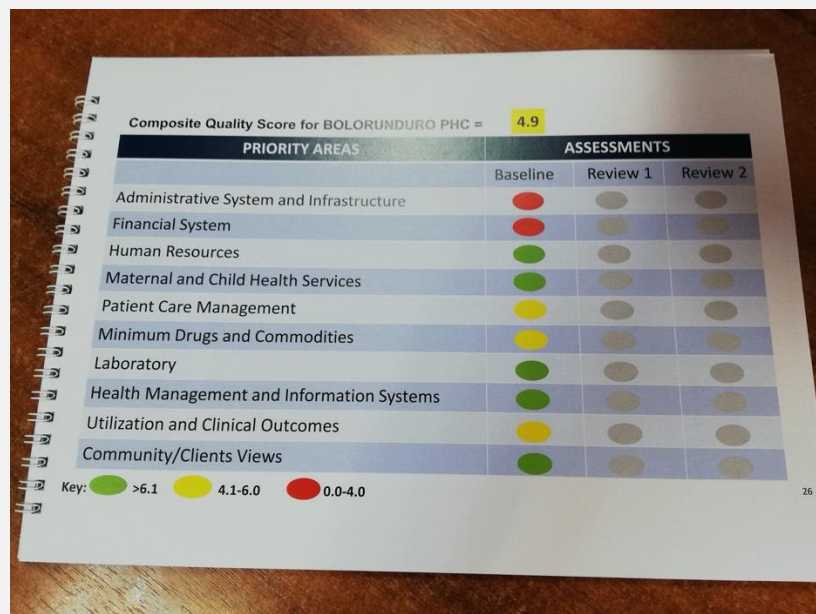 Composite Quality Score for BOLORUNDURO PHC = 4.9
PRIORITY AREAS ASSESSMENTS
Baseline Review 1 Review 2
Administrative System and Infrastructure
Financial System
Human Resources
Maternal and Child Health Services
Patient Care Management
Minimum Drugs and Commodities
Laboratory
Health Management and Information Systems
Utilization and Clinical Outcomes
Community/Clients Views
Key: >6.1 4.1-6.0 0.0-4.0
26